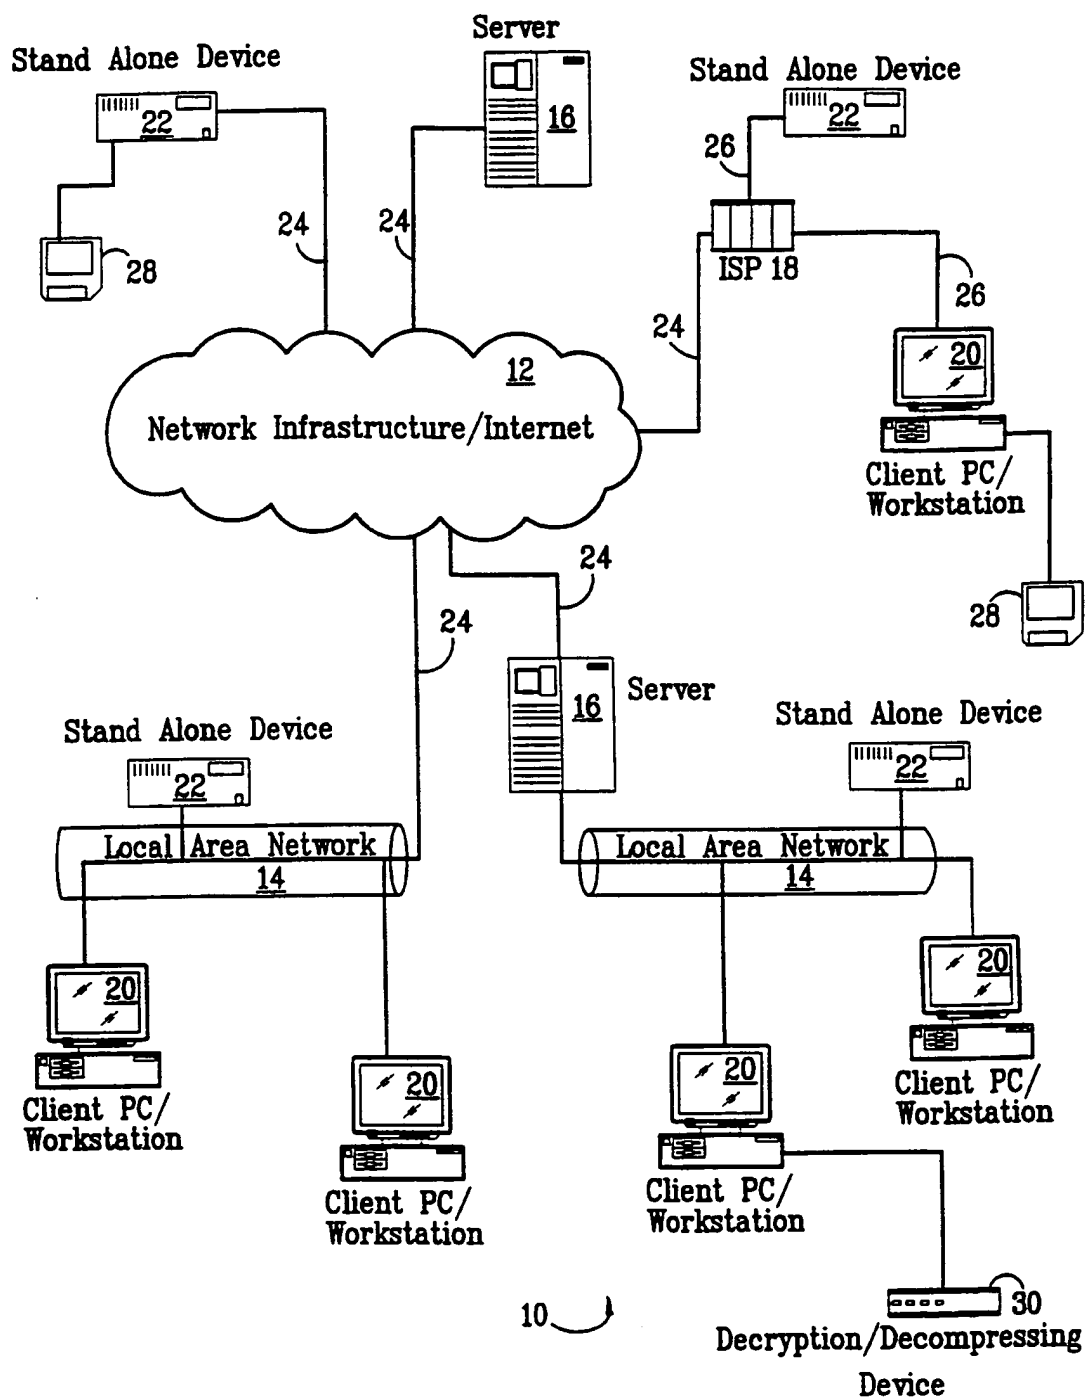 Server
Stand Alone Device
Stand Alone Device
22
16
22
26
24
24
28
ISP 18
26
24
12
20
Network Infrastructure/Internet
Client PC/
Workstation
24
28
24
16
Server
Stand Alone Device
Stand Alone Device
22
22
Local Area Network
14
Local Area Network
14
20
20
20
20
Client PC/
Workstation
Client PC/
Workstation
Client PC/
Workstation
Client PC/
Workstation
10
30
Decryption/Decompressing
Device